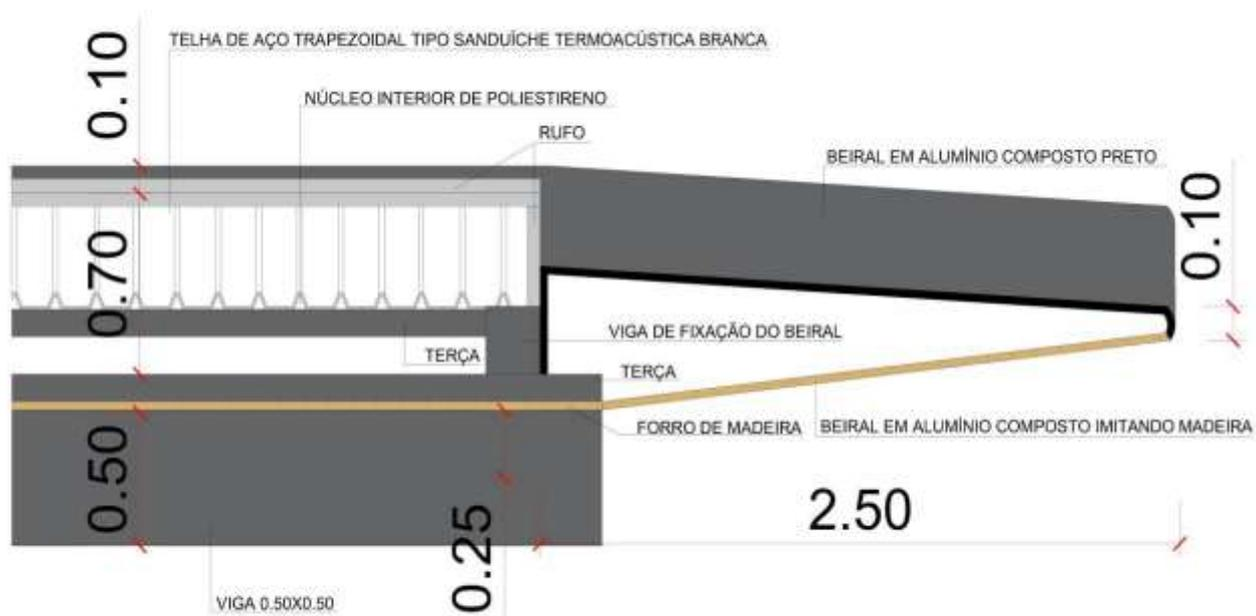 0.10
TELHA DE AÇO TRAPEZOIDAL TIPO SANDUÍCHE TERMOACÚSTICA BRANCA
NÚCLEO INTERIOR DE POLIESTIRENO
RUFO
BEIRAL EM ALUMÍNIO COMPOSTO PRETO
0.10
0.70
VIGA DE FIXAÇÃO DO BEIRAL
TERÇA
TERÇA
FORRO DE MADEIRA
BEIRAL EM ALUMÍNIO COMPOSTO IMITANDO MADEIRA
0.50
0.25
2.50
VIGA 0.50X0.50